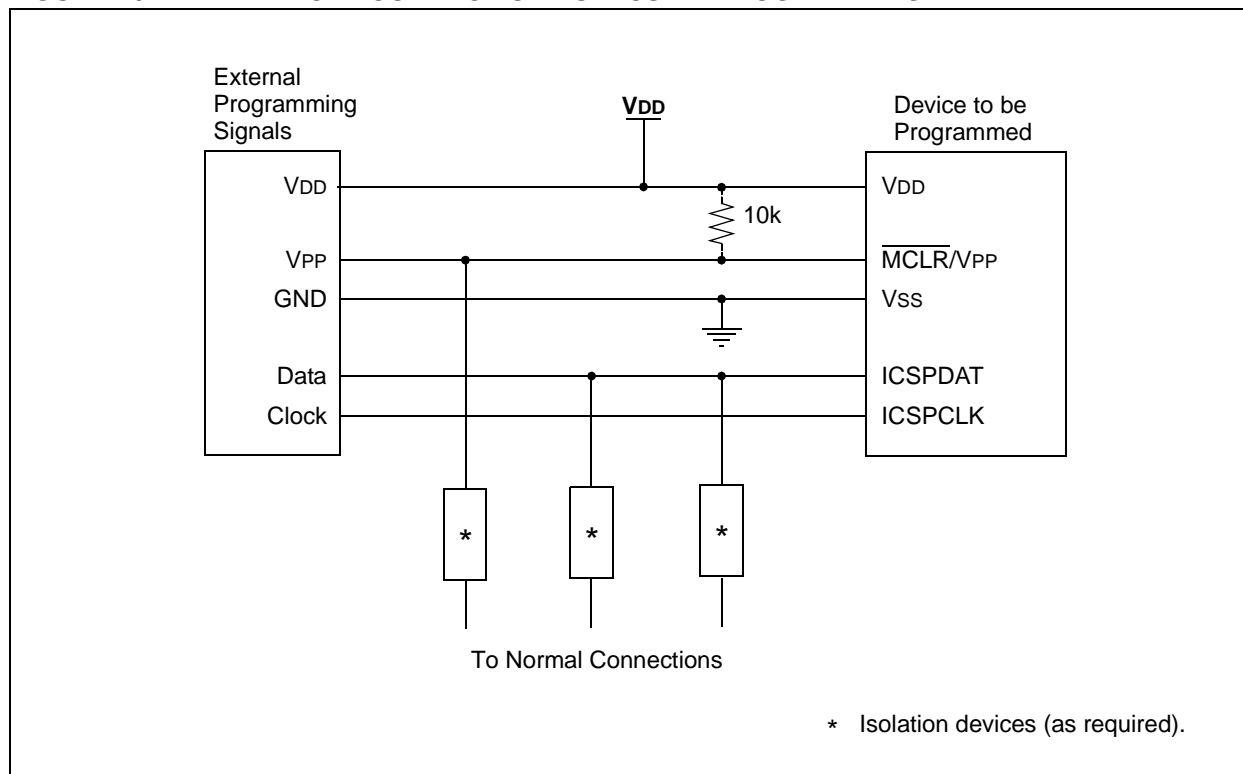 External
Programming
Signals
VDD
Device to be
Programmed
VDD
VDD
10k
VPP
MCLR/VPP
GND
VSS
Data
ICSPDAT
Clock
ICSPCLK
*
*
*
To Normal Connections
* Isolation devices (as required).